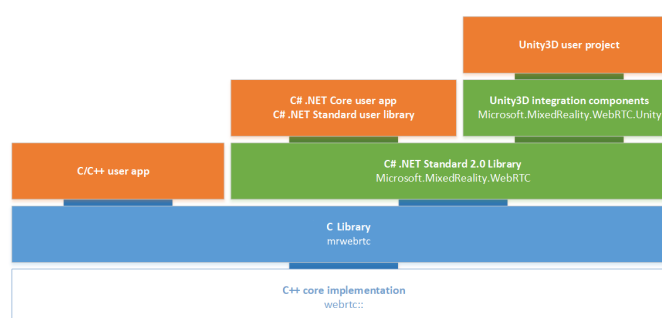 Unity3D user project
C# .NET Core user app
C# .NET Standard user library
Unity3D integration components
Microsoft.MixedReality.WebRTC.Unity
C/C++ user app
C# .NET Standard 2.0 Library
Microsoft.MixedReality.WebRTC
C Library
mrwebrtc
C++ core implementation
webrtc::